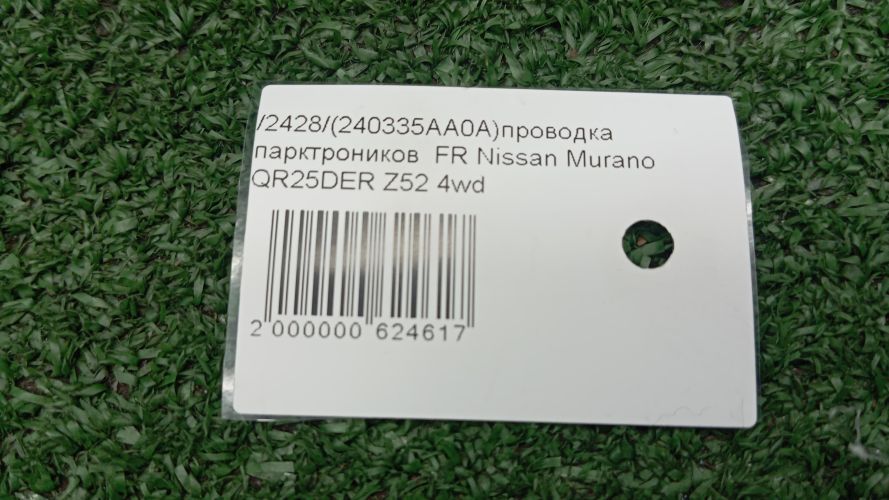 /2428/(240335AA0A)проводка
парктроников FR Nissan Murano
QR25DER Z52 4wd
2 000000 624617